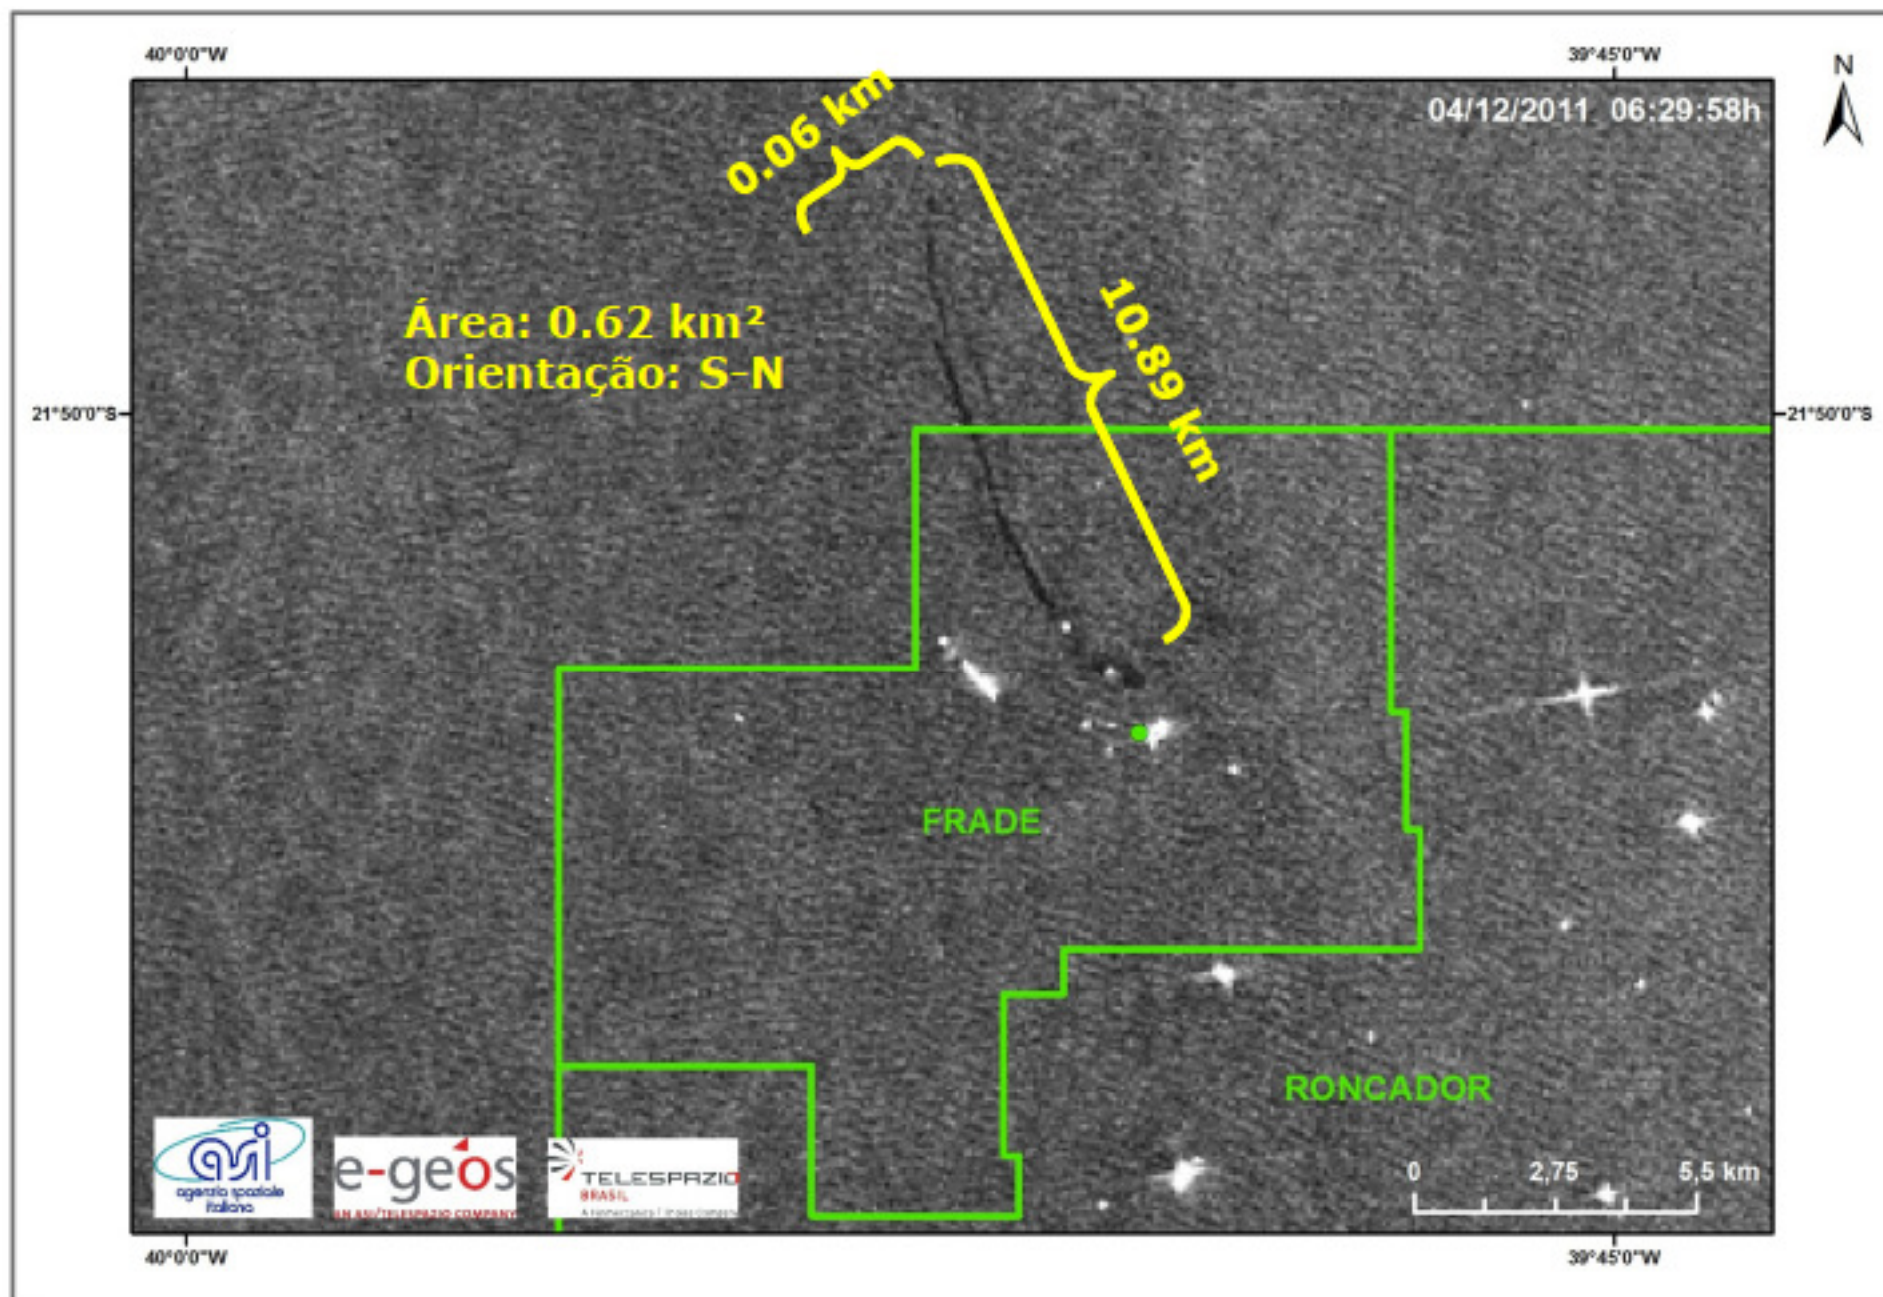 40°0'0"W
39°45'0"W
N
04/12/2011 06:29:58h
0.06 km
10.89 km
Área: 0.62 km²
Orientação: S-N
21°50'0"S
21°50'0"S
FRADE
RONCADOR
asi
agenzia spaziale
italiana
e-geos
AN ASI/TELESPAZIO COMPANY
TELESPAZIO
BRASIL
0 2,75 5,5 km
40°0'0"W
39°45'0"W